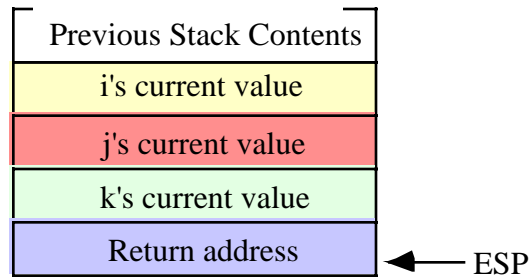 Previous Stack Contents
i's current value
j's current value
k's current value
Return address
ESP